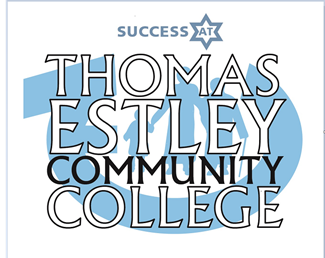 SUCCESS AT
THOMAS
ESTLEY
COMMUNITY
COLLEGE